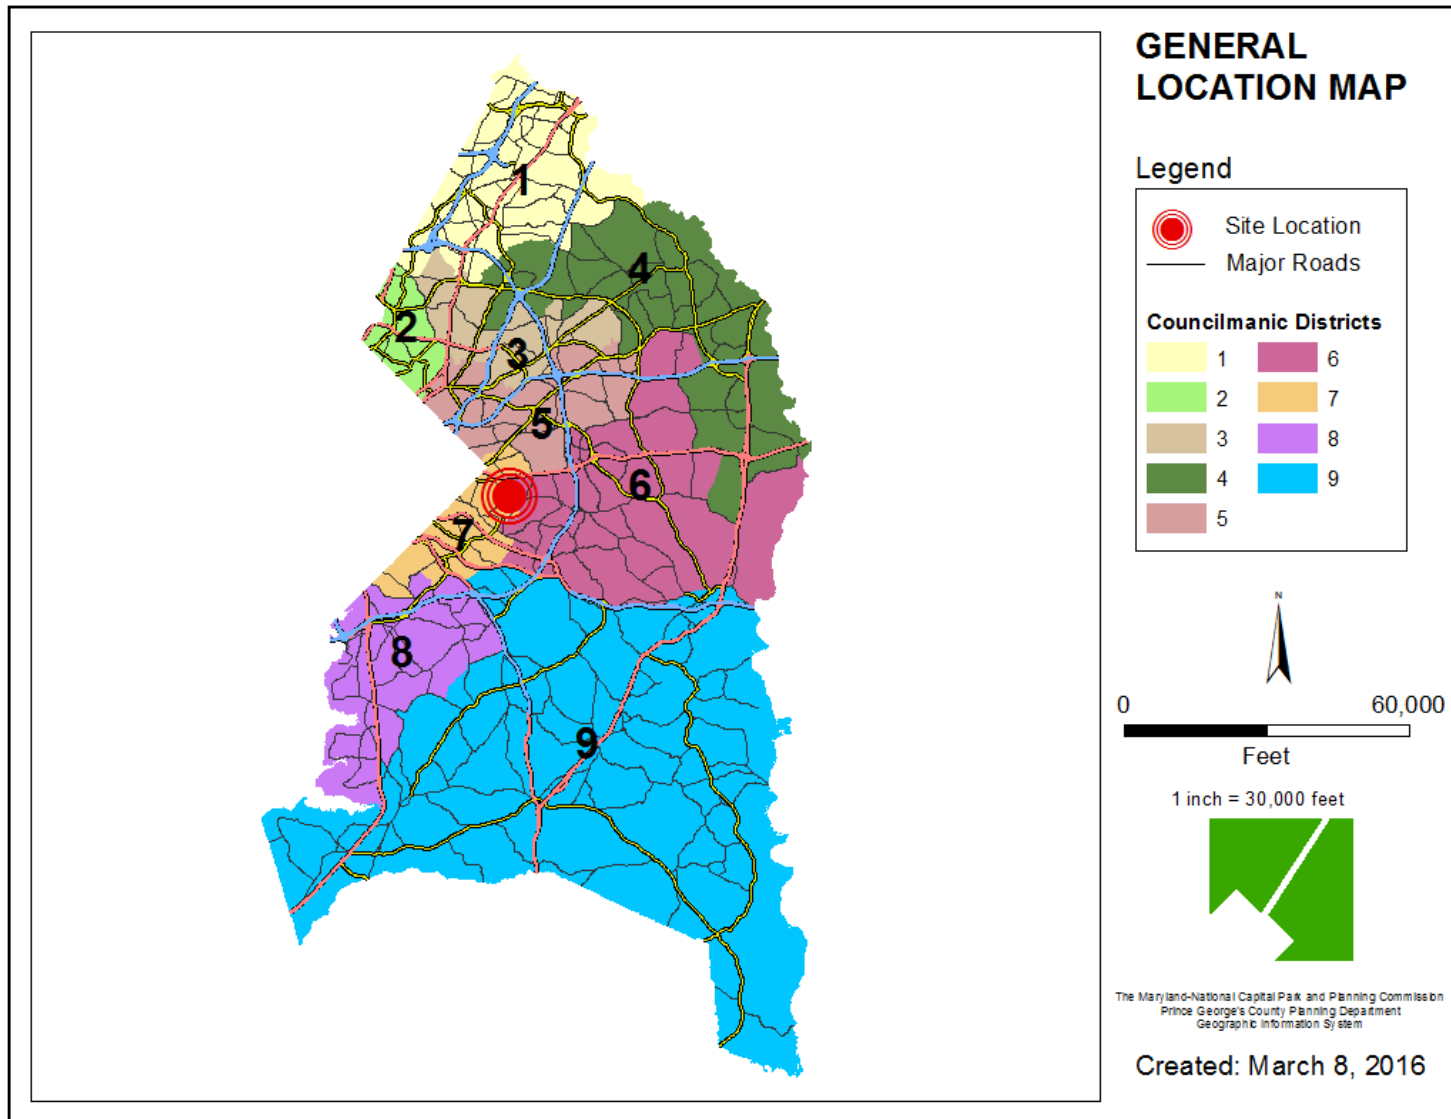 GENERAL
LOCATION MAP
Legend
Site Location
Major Roads
Councilmanic Districts
1 6
2 7
3 8
4 9
5
1
4
2
3
5
6
7
8
9
N
0 60,000
Feet
1 inch = 30,000 feet
The Maryland-National Capital Park and Planning Commission
Prince George's County Planning Department
Geographic Information System
Created: March 8, 2016